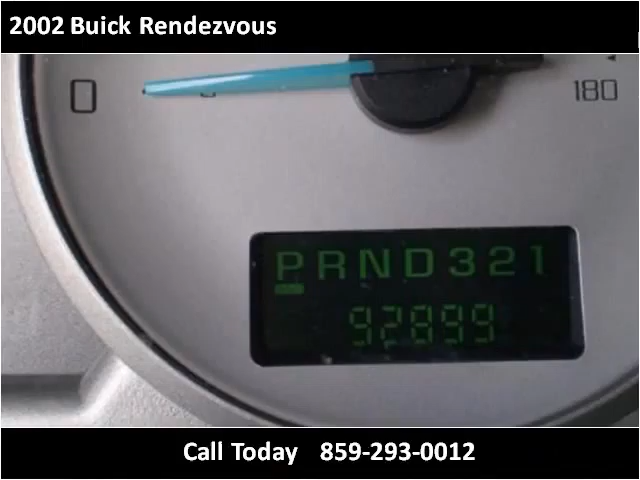 2002 Buick Rendezvous
0 180
PRND321
92899
Call Today 859-293-0012